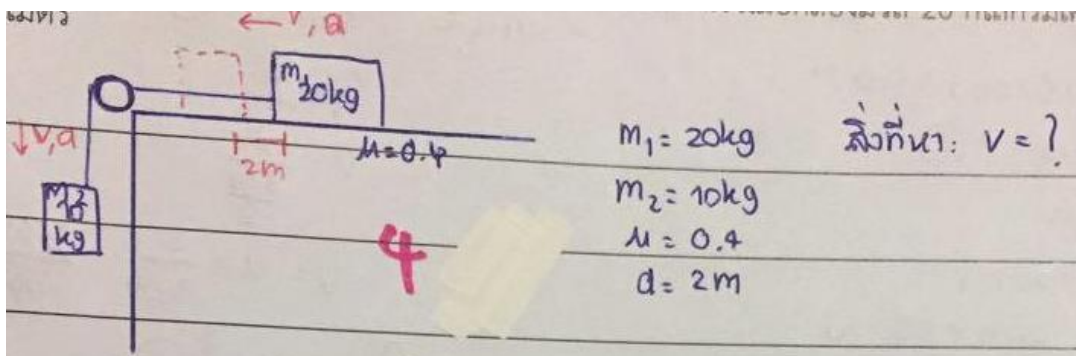 ← v, a
m 20kg
↓ v, a
2m
μ = 0.4
m₂ 10
kg
4
m₁ = 20kg สิ่งที่หา: v = ?
m₂ = 10kg
μ = 0.4
d = 2m